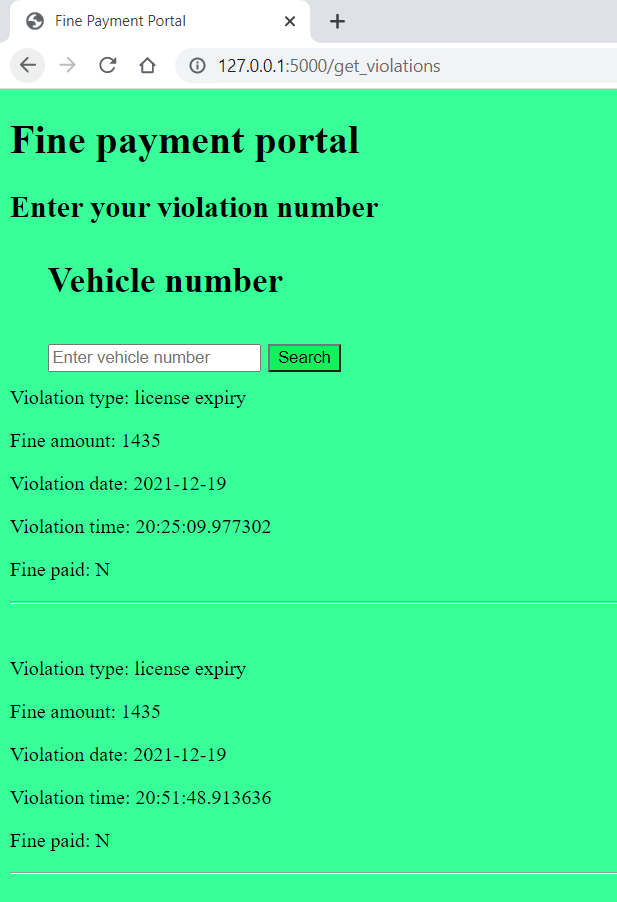 Fine Payment Portal
127.0.0.1:5000/get_violations
Fine payment portal
Enter your violation number
Vehicle number
Enter vehicle number Search
Violation type: license expiry
Fine amount: 1435
Violation date: 2021-12-19
Violation time: 20:25:09.977302
Fine paid: N
Violation type: license expiry
Fine amount: 1435
Violation date: 2021-12-19
Violation time: 20:51:48.913636
Fine paid: N